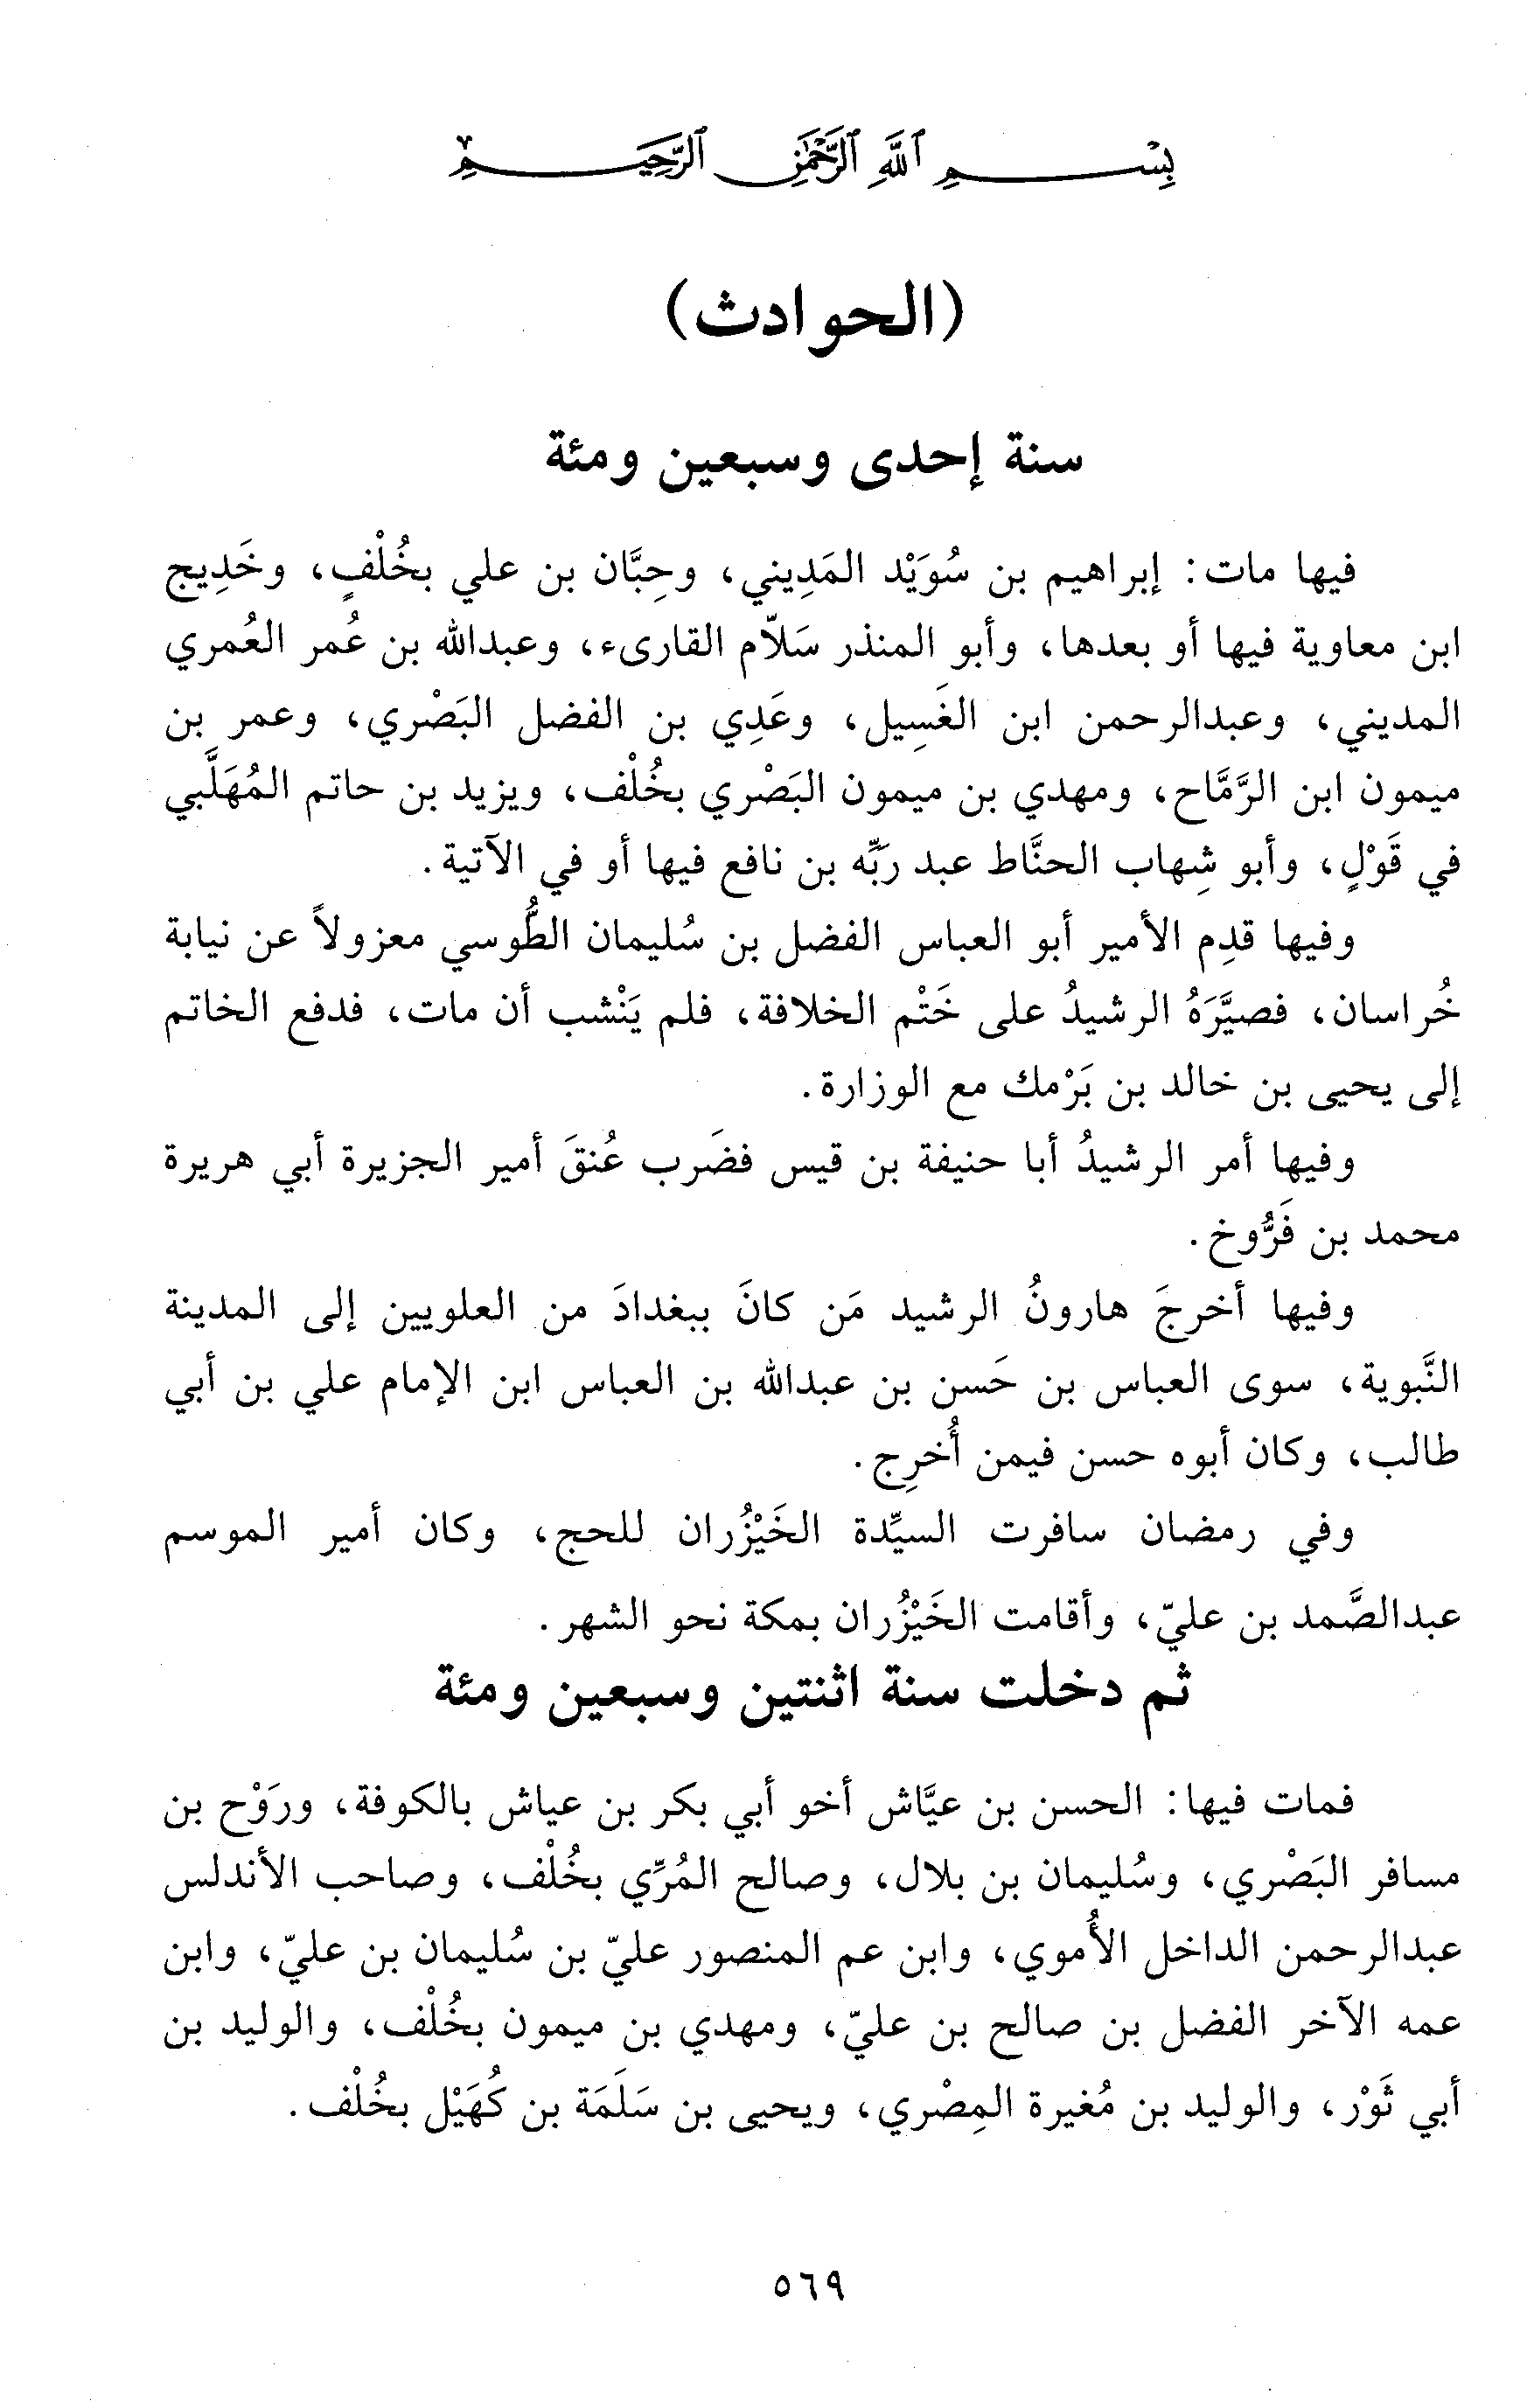 بِسْمِ ٱللَّهِ ٱلرَّحْمَٰنِ ٱلرَّحِيمِ
(الحوادث)
سنة إحدى وسبعين ومئة
فيها مات: إبراهيم بن سُوَيْد المَدِيني، وحِبَّان بن علي بخُلْفٍ، وخَدِيج
ابن معاوية فيها أو بعدها، وأبو المنذر سَلاّم القارىء، وعبدالله بن عُمر العُمري
المديني، وعبدالرحمن ابن الغَسِيل، وعَدِي بن الفضل البَصْري، وعمر بن
ميمون ابن الرَّمَّاح، ومهدي بن ميمون البَصْري بخُلْف، ويزيد بن حاتم المُهَلَّبي
في قَوْلٍ، وأبو شِهاب الحنَّاط عبد ربِّه بن نافع فيها أو في الآتية.
وفيها قدِم الأمير أبو العباس الفضل بن سُليمان الطُّوسي معزولاً عن نيابة
خُراسان، فصيَّرَهُ الرشيدُ على خَتْم الخلافة، فلم يَنْشب أن مات، فدفع الخاتم
إلى يحيى بن خالد بن بَرْمك مع الوزارة.
وفيها أمر الرشيدُ أبا حنيفة بن قيس فضَرب عُنقَ أمير الجزيرة أبي هريرة
محمد بن فَرُّوخ.
وفيها أخرجَ هارونُ الرشيد مَن كانَ ببغدادَ من العلويين إلى المدينة
النَّبوية، سوى العباس بن حَسن بن عبدالله بن العباس ابن الإمام علي بن أبي
طالب، وكان أبوه حسن فيمن أُخرِج.
وفي رمضان سافرت السيِّدة الخَيْزُران للحج، وكان أمير الموسم
عبدالصَّمد بن عليّ، وأقامت الخَيْزُران بمكة نحو الشهر.
ثم دخلت سنة اثنتين وسبعين ومئة
فمات فيها: الحسن بن عيَّاش أخو أبي بكر بن عياش بالكوفة، ورَوْح بن
مسافر البَصْري، وسُليمان بن بلال، وصالح المُرِّي بخُلْف، وصاحب الأندلس
عبدالرحمن الداخل الأُموي، وابن عم المنصور عليّ بن سُليمان بن عليّ، وابن
عمه الآخر الفضل بن صالح بن عليّ، ومهدي بن ميمون بخُلْف، والوليد بن
أبي ثَوْر، والوليد بن مُغيرة المِصْري، ويحيى بن سَلَمَة بن كُهَيْل بخُلْف.
٥٦٩